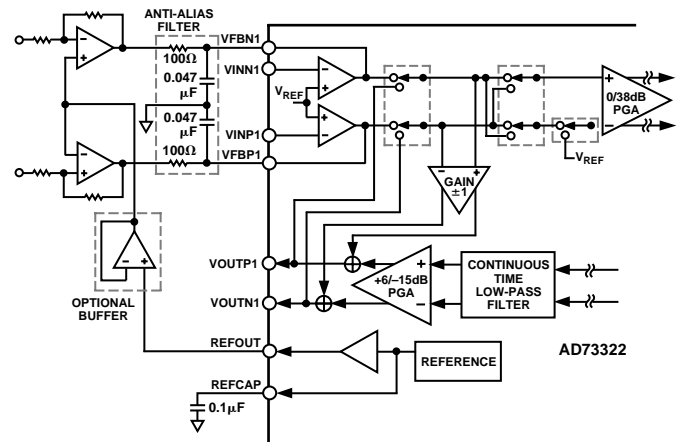 ANTI-ALIAS
FILTER
VFBN1
100Ω
VINN1
0.047
μF
VREF
0/38dB
PGA
0.047
μF
VINP1
100Ω
VFBP1
VREF
GAIN
±1
VOUTP1
+6/–15dB
PGA
CONTINUOUS
TIME
LOW-PASS
FILTER
OPTIONAL
BUFFER
VOUTN1
REFOUT
REFERENCE
AD73322
REFCAP
0.1μF